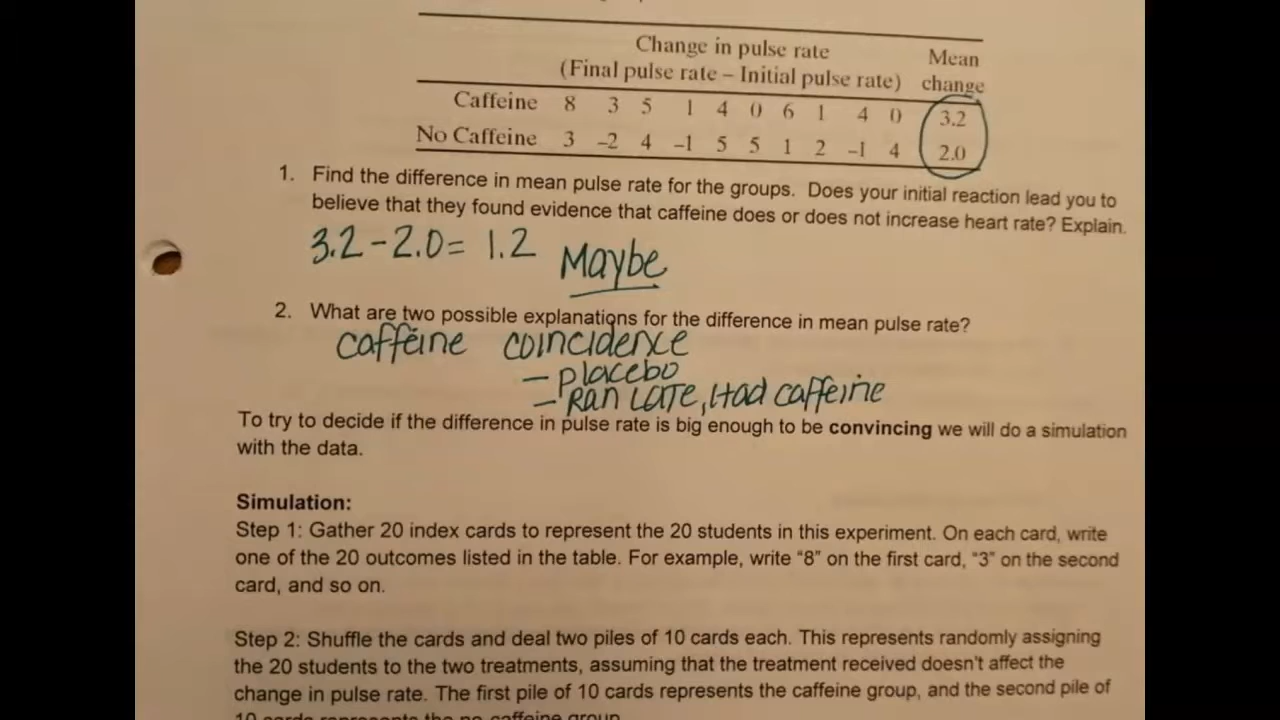 Change in pulse rate
(Final pulse rate – Initial pulse rate)
Mean
change
Caffeine 8 3 5 1 4 0 6 1 4 0 3.2
No Caffeine 3 –2 4 –1 5 5 1 2 –1 4 2.0
1. Find the difference in mean pulse rate for the groups. Does your initial reaction lead you to
believe that they found evidence that caffeine does or does not increase heart rate? Explain.
3.2 - 2.0 = 1.2 Maybe
2. What are two possible explanations for the difference in mean pulse rate?
caffeine coincidence
- placebo
- Ran Late, Had caffeine
To try to decide if the difference in pulse rate is big enough to be convincing we will do a simulation
with the data.
Simulation:
Step 1: Gather 20 index cards to represent the 20 students in this experiment. On each card, write
one of the 20 outcomes listed in the table. For example, write “8” on the first card, “3” on the second
card, and so on.
Step 2: Shuffle the cards and deal two piles of 10 cards each. This represents randomly assigning
the 20 students to the two treatments, assuming that the treatment received doesn't affect the
change in pulse rate. The first pile of 10 cards represents the caffeine group, and the second pile of
10 cards represents the no caffeine group.